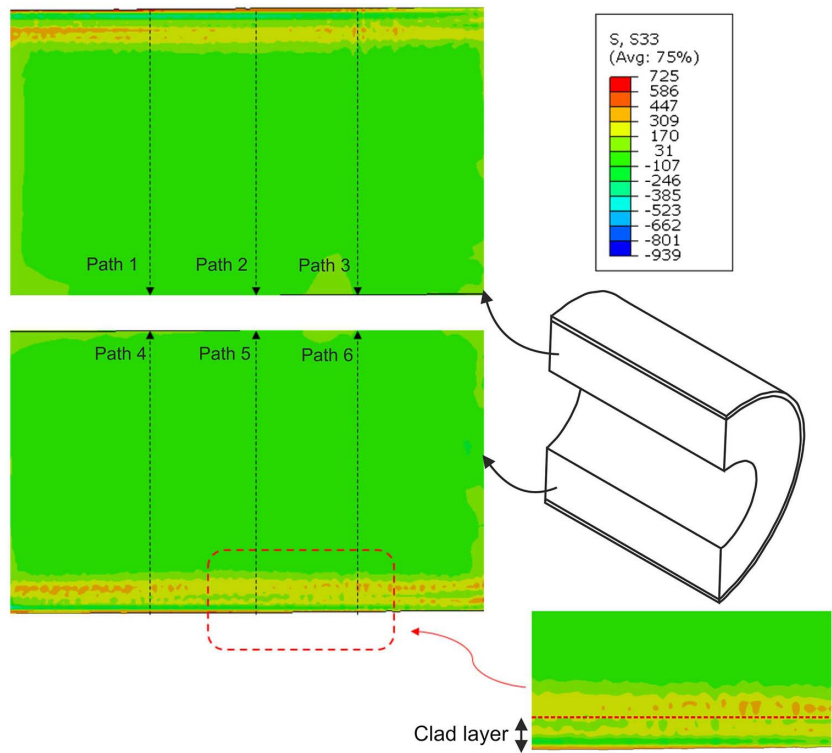 S, S33
(Avg: 75%)
725
586
447
309
170
31
-107
-246
-385
-523
-662
-801
-939
Path 1 Path 2 Path 3
Path 4 Path 5 Path 6
Clad layer